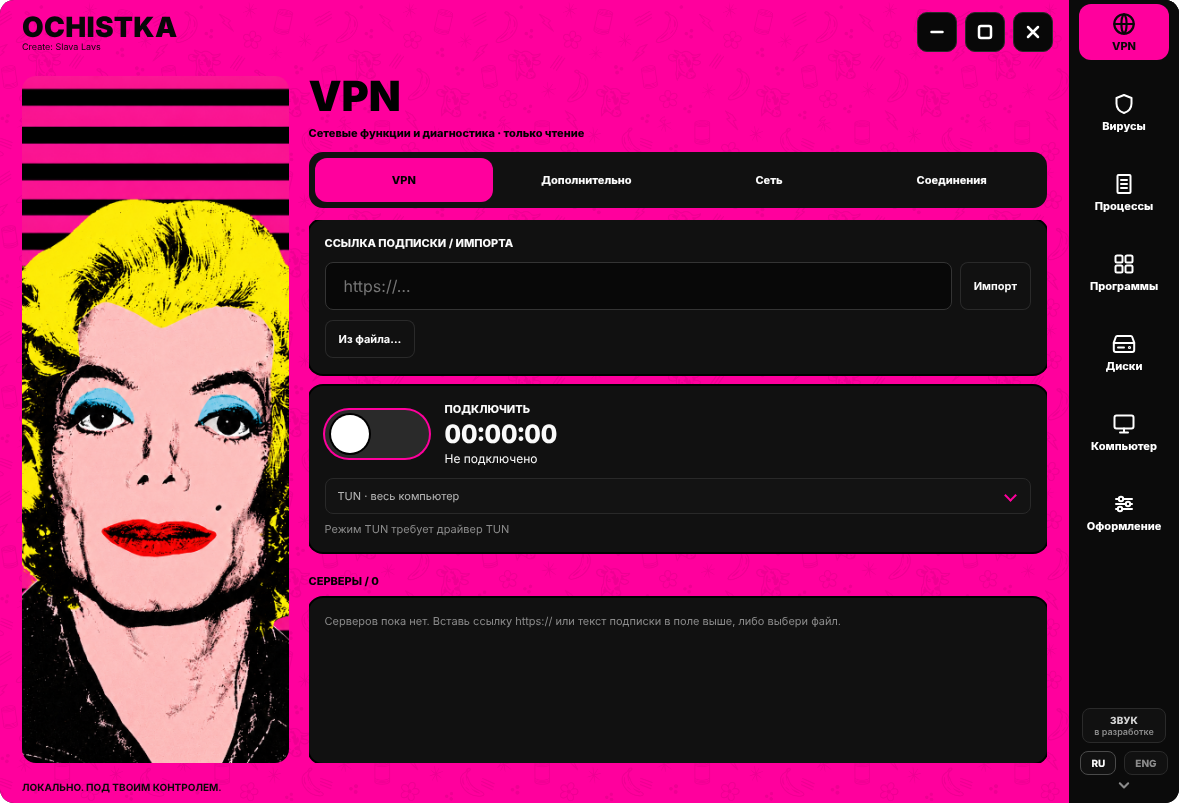 OCHISTKA
Create: Slava Lavs
VPN
Сетевые функции и диагностика · только чтение
VPN
Дополнительно
Сеть
Соединения
ССЫЛКА ПОДПИСКИ / ИМПОРТА
https://...
Импорт
Из файла...
ПОДКЛЮЧИТЬ
00:00:00
Не подключено
TUN · весь компьютер
Режим TUN требует драйвер TUN
СЕРВЕРЫ / 0
Серверов пока нет. Вставь ссылку https:// или текст подписки в поле выше, либо выбери файл.
ЛОКАЛЬНО. ПОД ТВОИМ КОНТРОЛЕМ.
VPN
Вирусы
Процессы
Программы
Диски
Компьютер
Оформление
ЗВУК
в разработке
RU
ENG